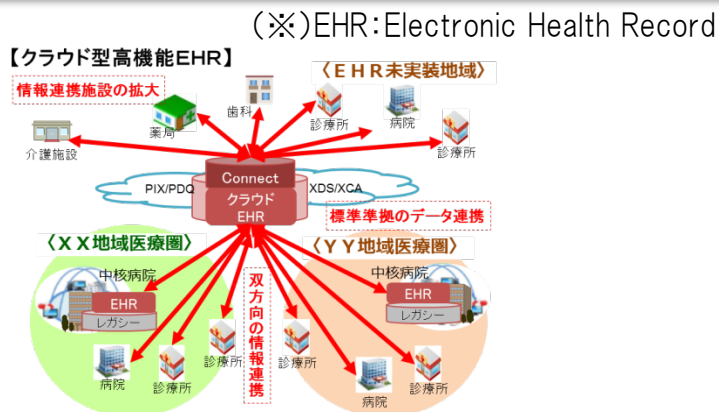 (※)EHR:Electronic Health Record
【クラウド型高機能EHR】
〈EHR未実装地域〉
情報連携施設の拡大
歯科
薬局
診療所
病院
介護施設
診療所
Connect
PIX/PDQ
XDS/XCA
クラウド
EHR
標準準拠のデータ連携
〈XX地域医療圏〉
〈YY地域医療圏〉
中核病院
中核病院
双方向の情報連携
EHR
EHR
レガシー
レガシー
診療所
診療所
病院
診療所
病院
診療所